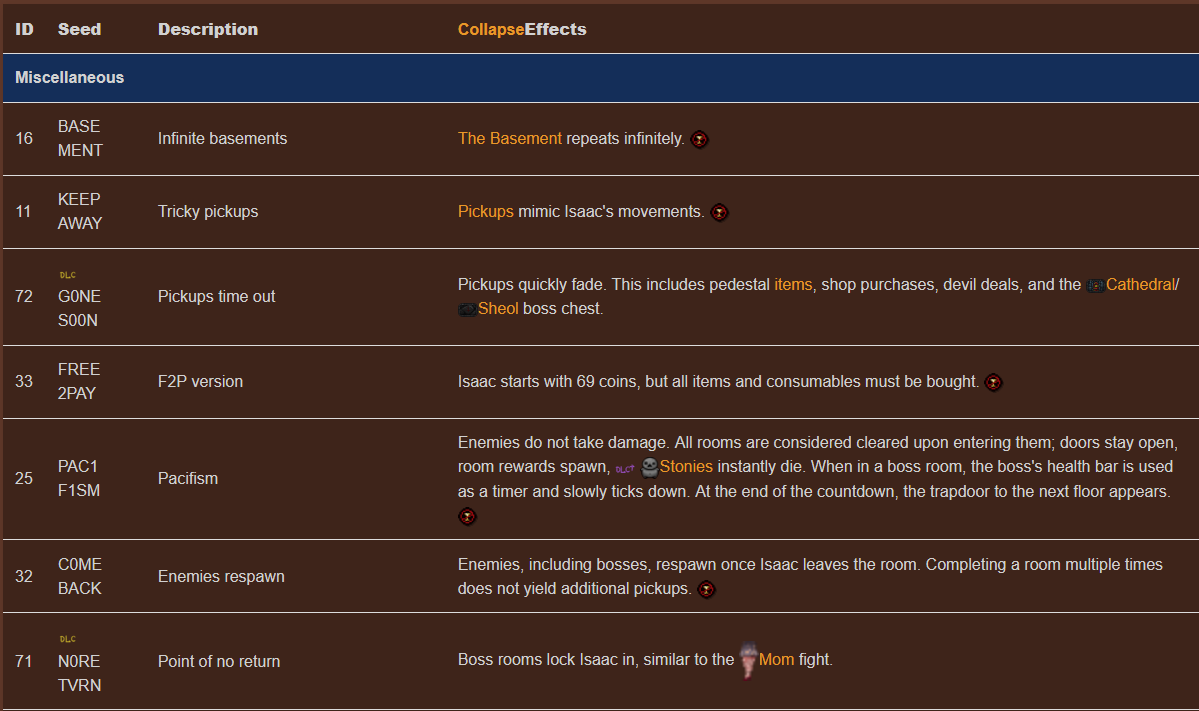 ID Seed Description CollapseEffects
Miscellaneous
16 BASE MENT Infinite basements The Basement repeats infinitely.
11 KEEP AWAY Tricky pickups Pickups mimic Isaac's movements.
DLC
72 G0NE S00N Pickups time out Pickups quickly fade. This includes pedestal items, shop purchases, devil deals, and the Cathedral/
Sheol boss chest.
33 FREE 2PAY F2P version Isaac starts with 69 coins, but all items and consumables must be bought.
25 PAC1 F1SM Pacifism Enemies do not take damage. All rooms are considered cleared upon entering them; doors stay open,
room rewards spawn, DLC+ Stonies instantly die. When in a boss room, the boss's health bar is used
as a timer and slowly ticks down. At the end of the countdown, the trapdoor to the next floor appears.
32 C0ME BACK Enemies respawn Enemies, including bosses, respawn once Isaac leaves the room. Completing a room multiple times
does not yield additional pickups.
DLC
71 N0RE TVRN Point of no return Boss rooms lock Isaac in, similar to the Mom fight.